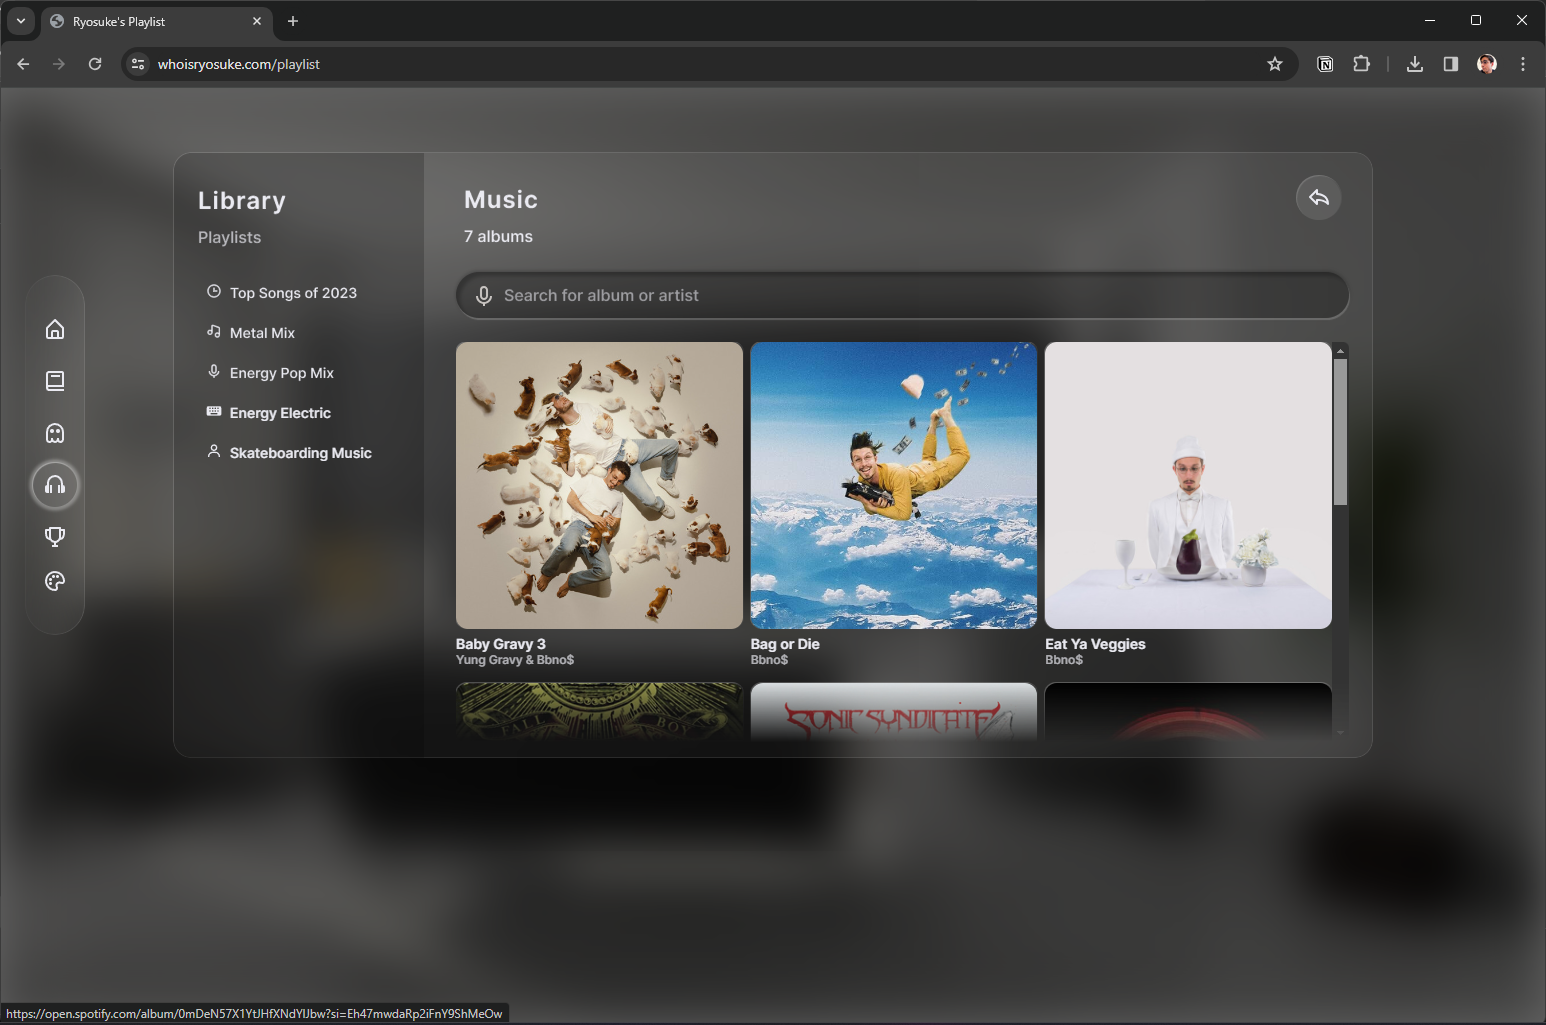 Ryosuke's Playlist
whoisryosuke.com/playlist
Library
Playlists
Top Songs of 2023
Metal Mix
Energy Pop Mix
Energy Electric
Skateboarding Music
Music
7 albums
Search for album or artist
Baby Gravy 3
Yung Gravy & Bbno$
Bag or Die
Bbno$
Eat Ya Veggies
Bbno$
FALL BOY
SONIC SYNDICATE
https://open.spotify.com/album/0mDeN57X1YtJHfXNdYIJbw?si=Eh47mwdaRp2iFnY9ShMeOw